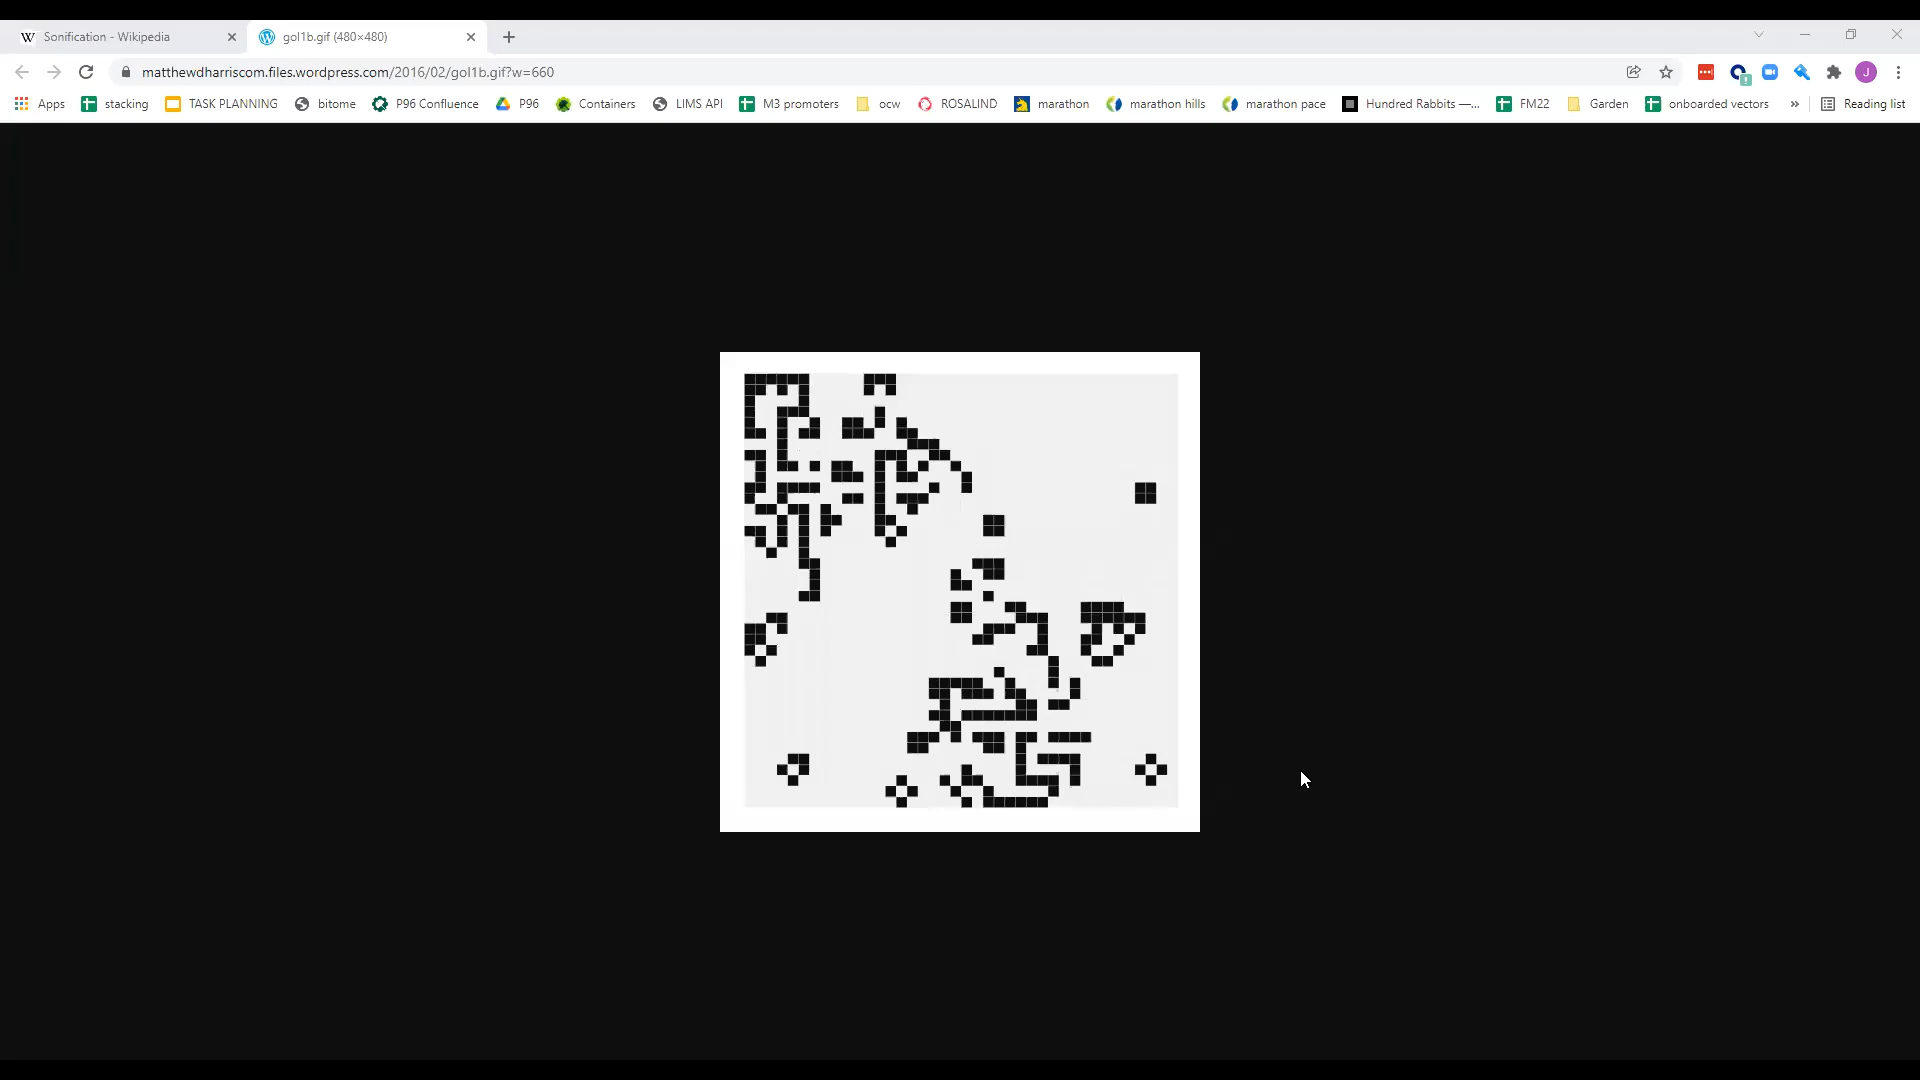 W Sonification - Wikipedia
gol1b.gif (480×480)
matthewdharriscom.files.wordpress.com/2016/02/gol1b.gif?w=660
J
Apps stacking TASK PLANNING bitome P96 Confluence P96 Containers LIMS API M3 promoters ocw ROSALIND marathon marathon hills marathon pace Hundred Rabbits —... FM22 Garden onboarded vectors » Reading list